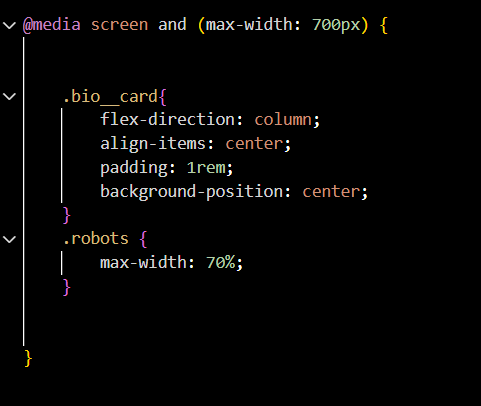 @media screen and (max-width: 700px) {
.bio__card{
flex-direction: column;
align-items: center;
padding: 1rem;
background-position: center;
}
.robots {
max-width: 70%;
}
}